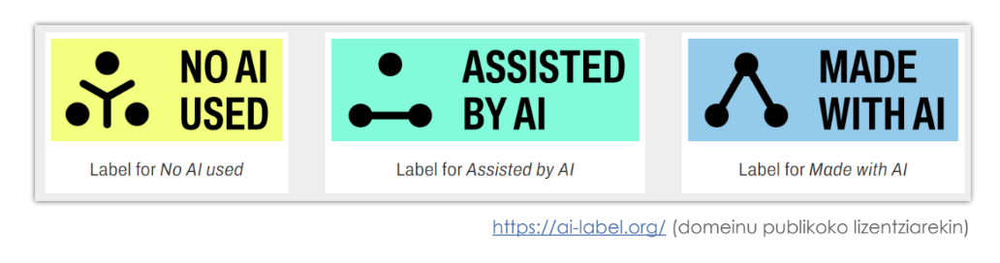 NO AI
USED
Label for No AI used
ASSISTED
BY AI
Label for Assisted by AI
MADE
WITH AI
Label for Made with AI
https://ai-label.org/ (domeinu publikoko lizentziarekin)